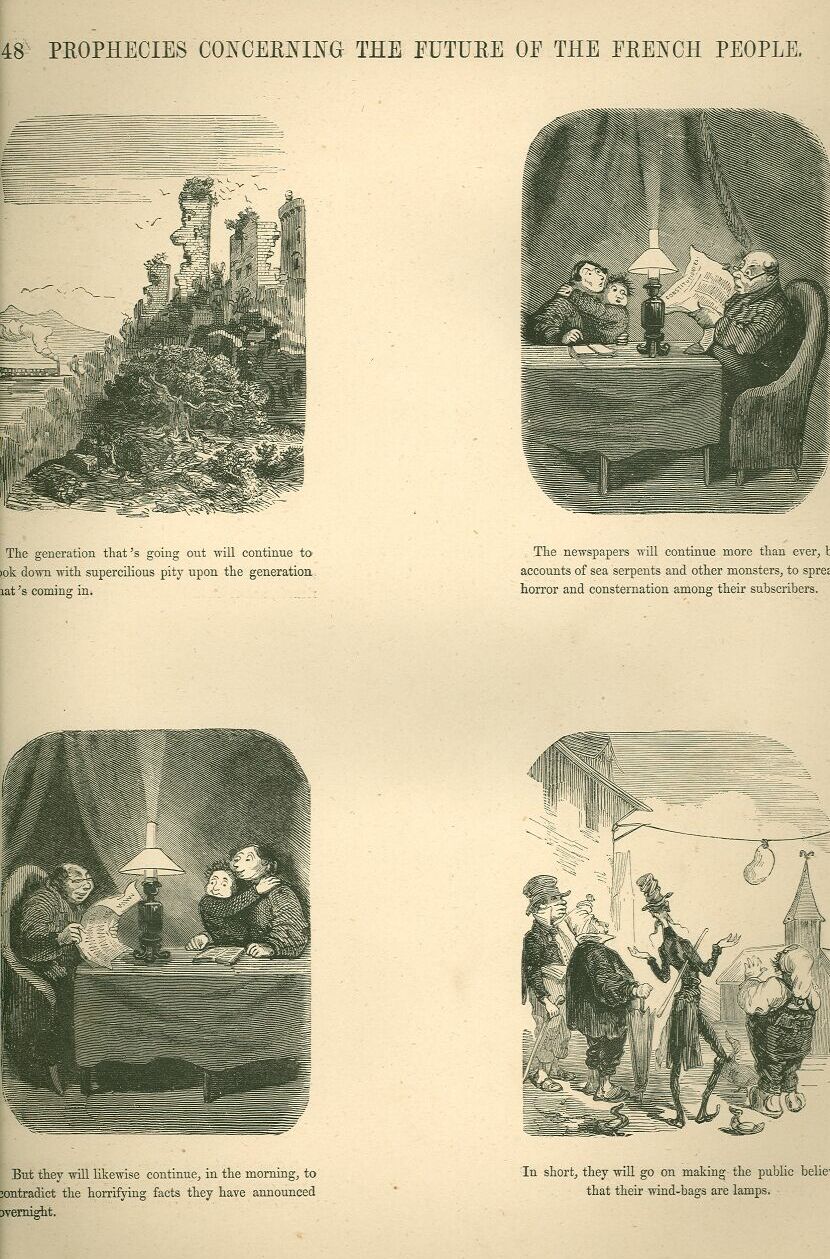 48 PROPHECIES CONCERNING THE FUTURE OF THE FRENCH PEOPLE.
The generation that's going out will continue to
ook down with supercilious pity upon the generation
hat's coming in.
The newspapers will continue more than ever, b
accounts of sea serpents and other monsters, to sprea
horror and consternation among their subscribers.
But they will likewise continue, in the morning, to
contradict the horrifying facts they have announced
overnight.
In short, they will go on making the public belie
that their wind-bags are lamps.